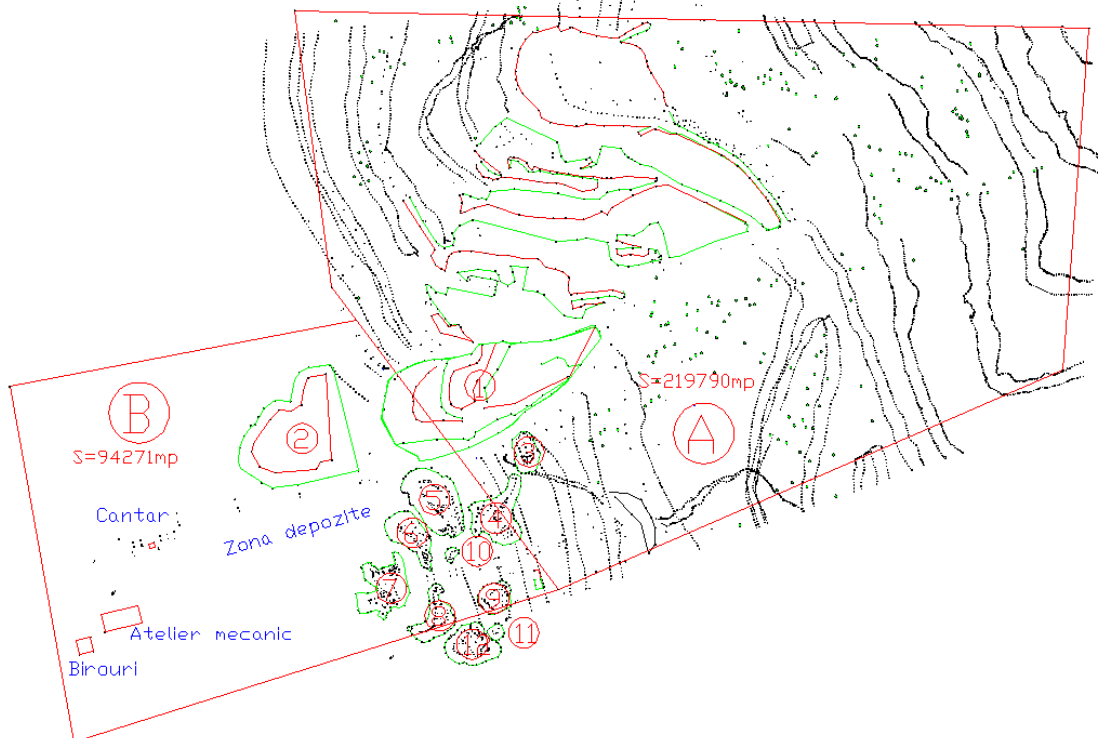 1
S=219790mp
B
A
2
S=94271mp
3
5
Cantar
4
Zona depozite
6
10
7
9
8
Atelier mecanic
11
12
Birouri